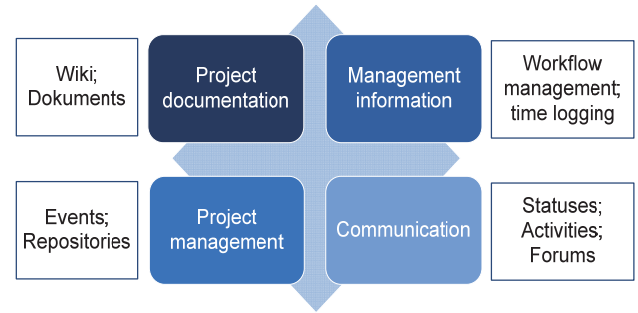 Wiki;
Dokuments
Project
documentation
Management
information
Workflow
management;
time logging
Events;
Repositories
Project
management
Communication
Statuses;
Activities;
Forums